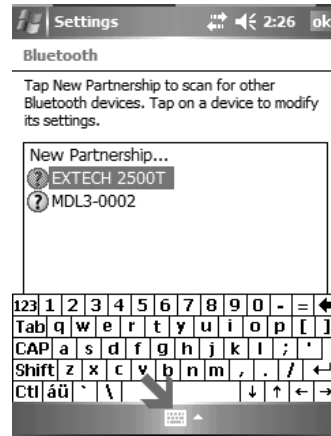 Settings 2:26 ok
Bluetooth
Tap New Partnership to scan for other
Bluetooth devices. Tap on a device to modify
its settings.
New Partnership...
EXTECH 2500T
MDL3-0002
123 1 2 3 4 5 6 7 8 9 0 - =
Tab q w e r t y u i o p [ ]
CAP a s d f g h j k l ; '
Shift z x c v b n m , . /
Ctl áü ` \